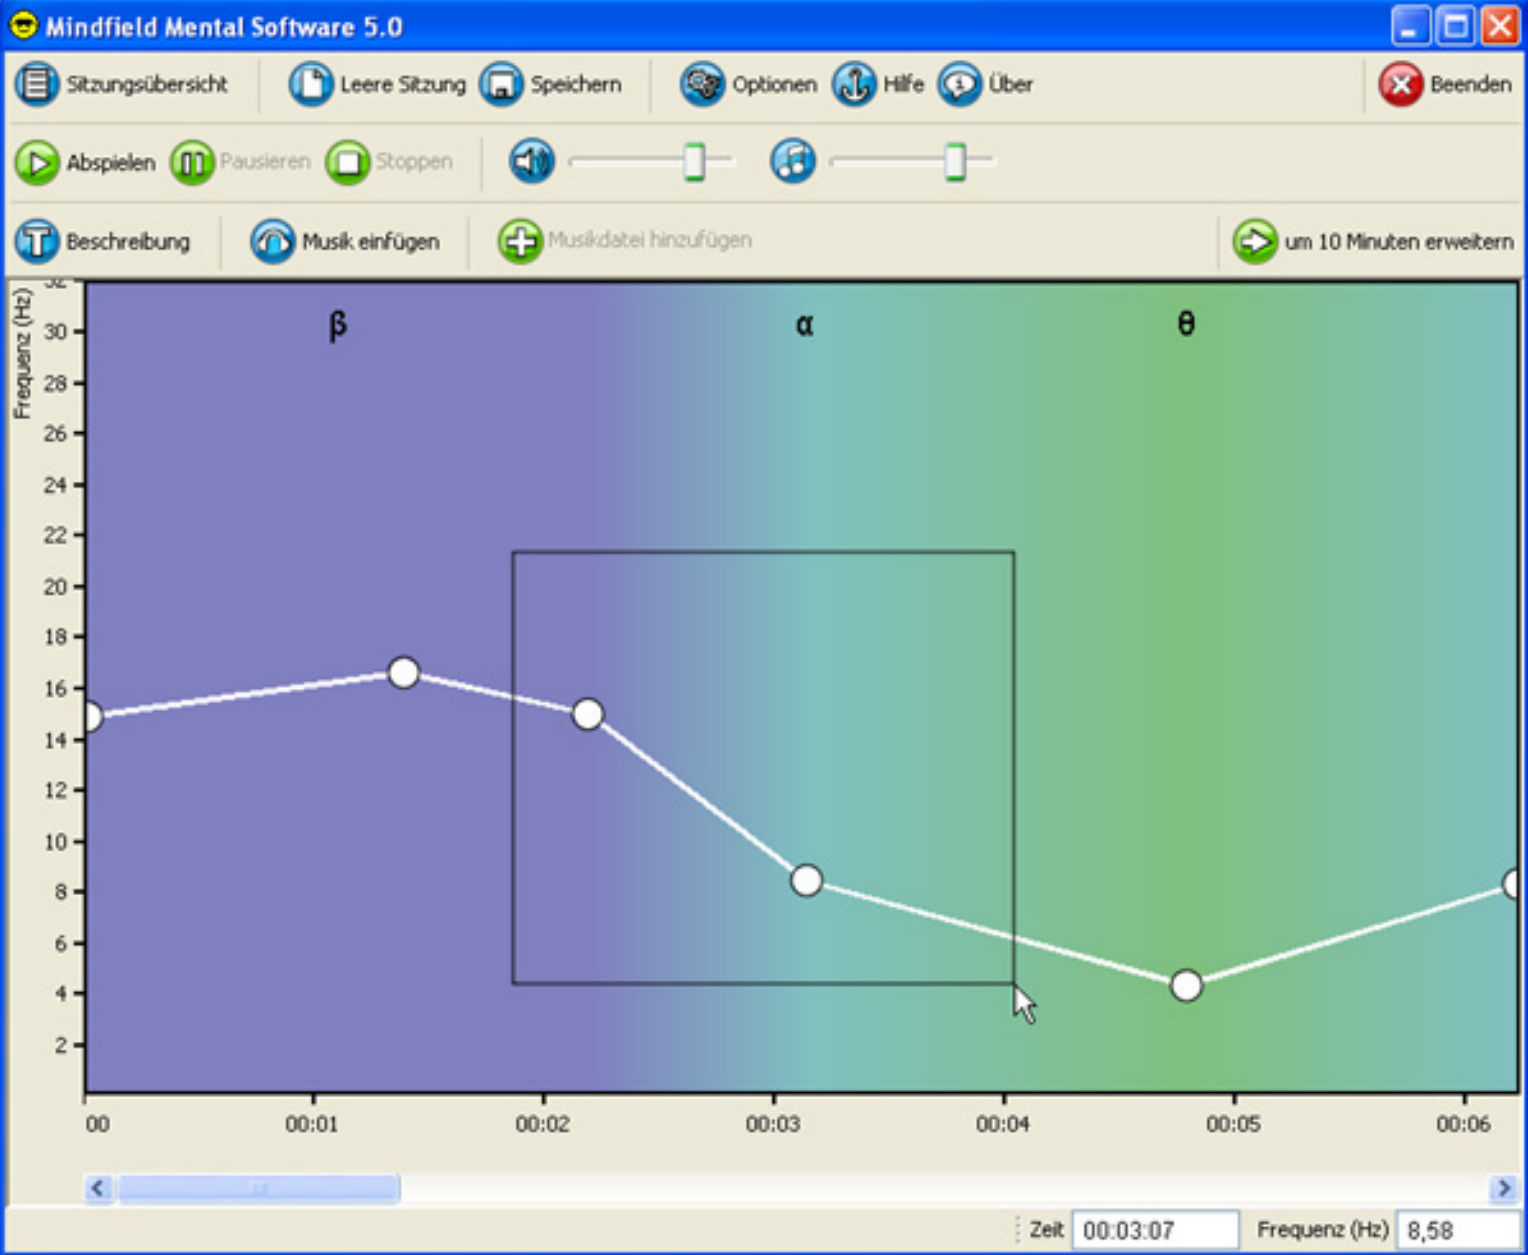 Mindfield Mental Software 5.0
Sitzungsübersicht Leere Sitzung Speichern Optionen Hilfe Über Beenden
Abspielen Pausieren Stoppen
Beschreibung Musik einfügen Musikdatei hinzufügen um 10 Minuten erweitern
Frequenz (Hz)
β α θ
32
30
28
26
24
22
20
18
16
14
12
10
8
6
4
2
00 00:01 00:02 00:03 00:04 00:05 00:06
Zeit 00:03:07 Frequenz (Hz) 8,58